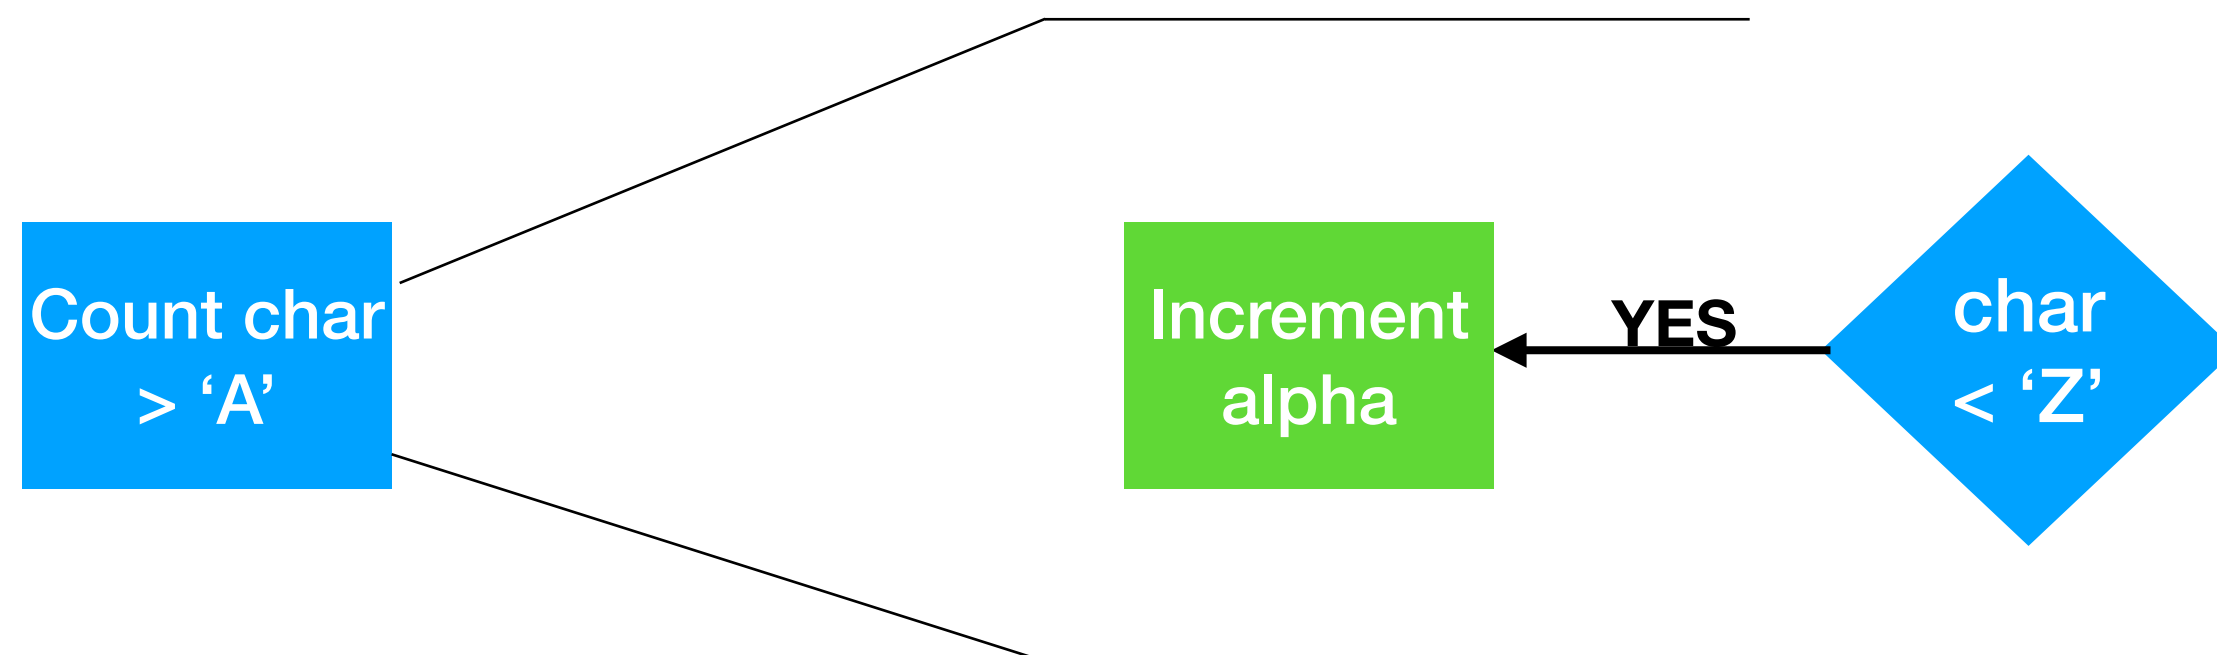 Count char
> ‘A’
Increment
alpha
YES
char
< ‘Z’